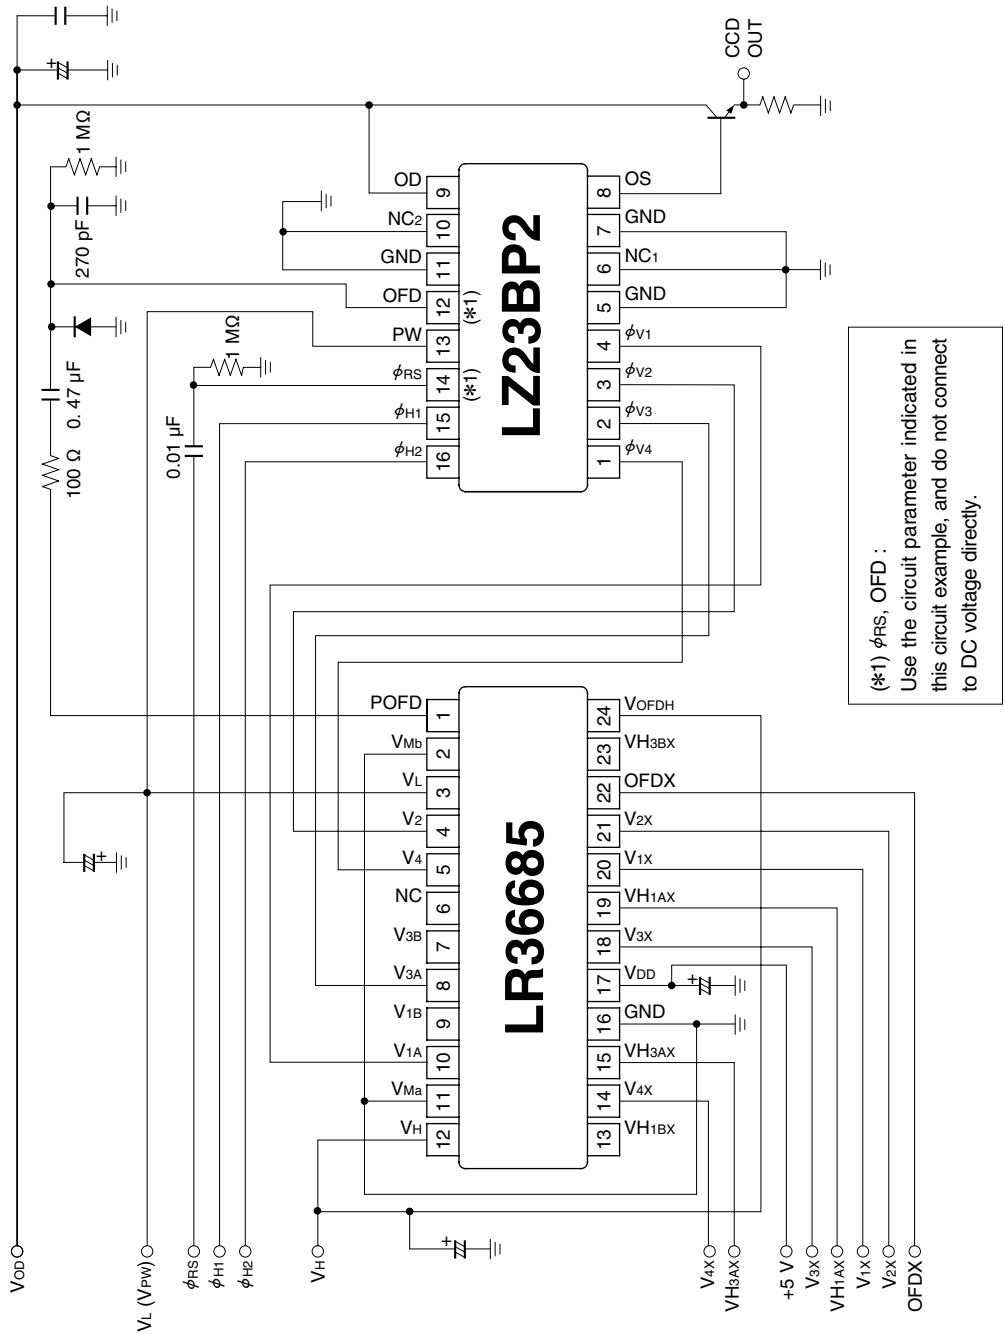 VOD
VL (VPW)
ϕRS
ϕH1
ϕH2
VH
V4X
VH3AX
+5 V
V3X
VH1AX
V1X
V2X
OFDX
100 Ω
0.47 µF
270 pF
1 MΩ
0.01 µF
1 MΩ
CCD
OUT
+
+
+
+
LR36685
VH
12
VMa
11
V1A
10
V1B
9
V3A
8
V3B
7
NC
6
V4
5
V2
4
VL
3
VMb
2
POFD
1
13
VH1BX
14
V4X
15
VH3AX
16
GND
17
VDD
18
V3X
19
VH1AX
20
V1X
21
V2X
22
OFDX
23
VH3BX
24
VOFDH
LZ23BP2
ϕH2
16
ϕH1
15
ϕRS
14
(*1)
PW
13
OFD
12
(*1)
GND
11
NC2
10
OD
9
1
ϕV4
2
ϕV3
3
ϕV2
4
ϕV1
5
GND
6
NC1
7
GND
8
OS
(*1) ϕRS, OFD :
Use the circuit parameter indicated in
this circuit example, and do not connect
to DC voltage directly.